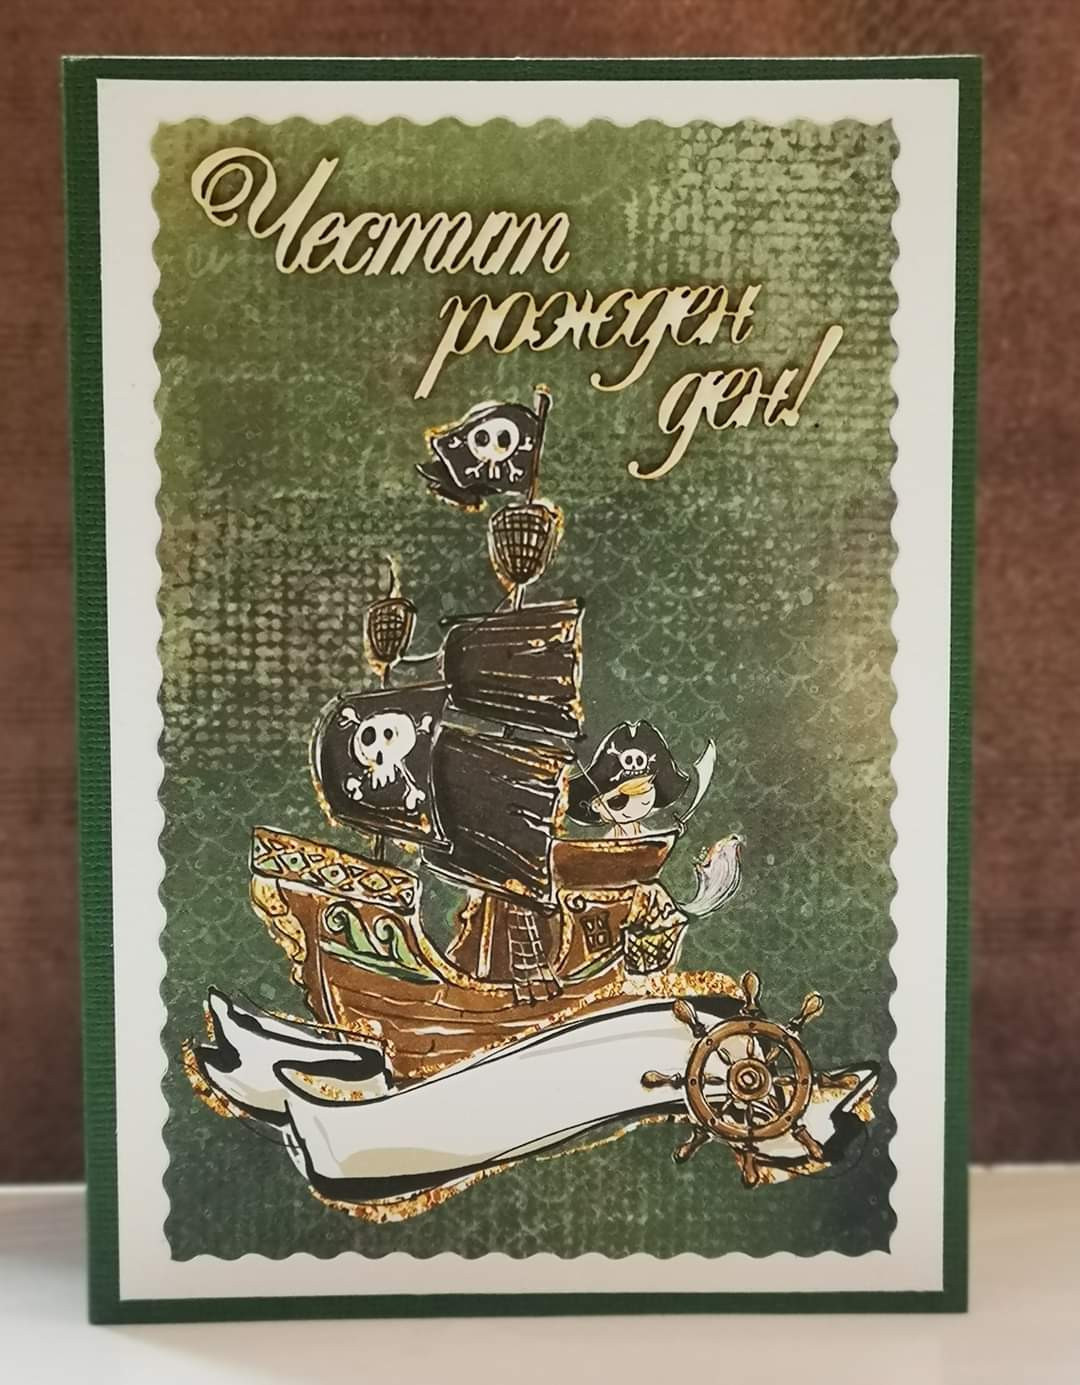 Честит
рожден
ден!